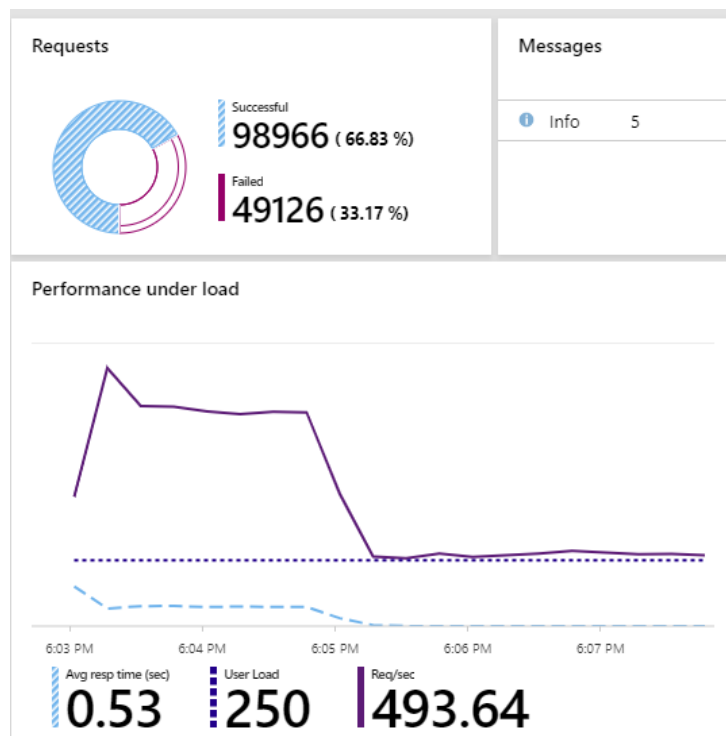 Requests
Successful
98966 ( 66.83 %)
Failed
49126 ( 33.17 %)
Messages
Info 5
Performance under load
6:03 PM 6:04 PM 6:05 PM 6:06 PM 6:07 PM
Avg resp time (sec) User Load Req/sec
0.53 250 493.64